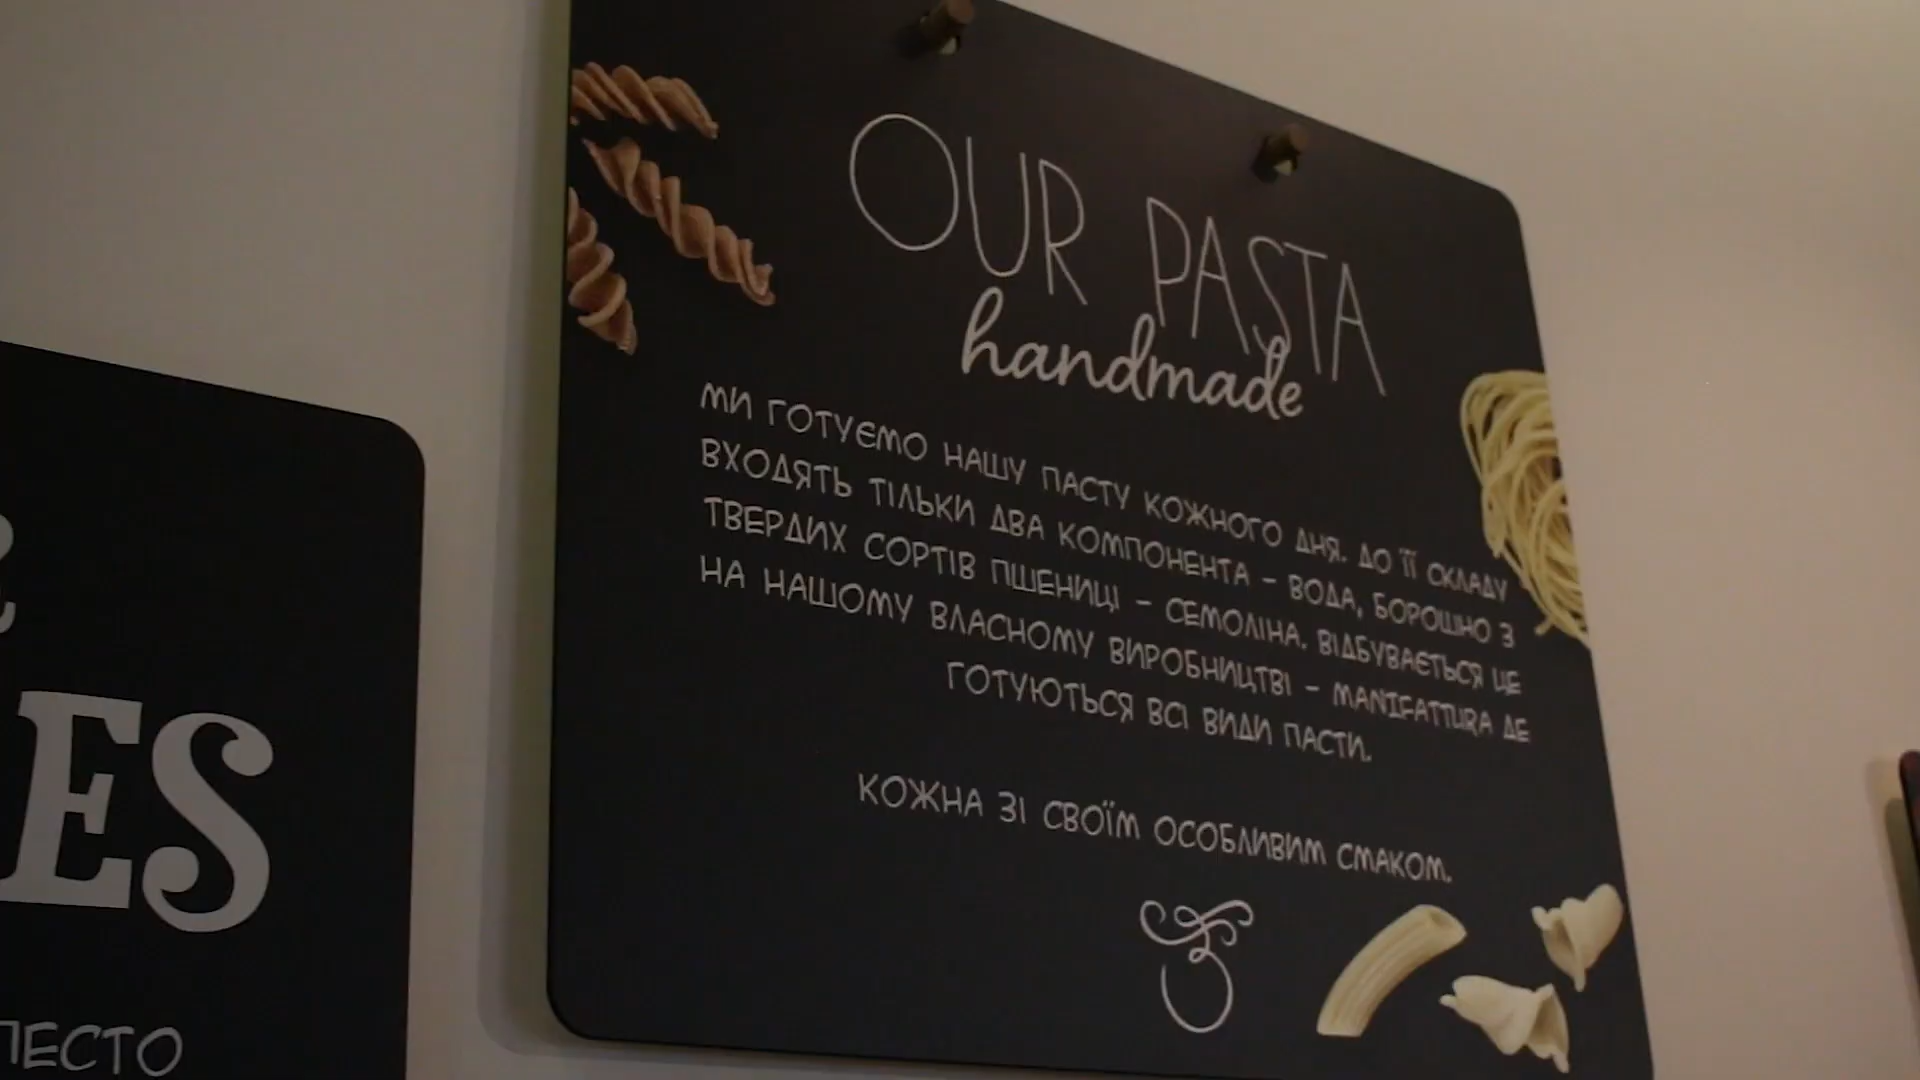 OUR PASTA
handmade
МИ ГОТУЄМО НАШУ ПАСТУ КОЖНОГО ДНЯ. ДО ЇЇ СКЛАДУ
ВХОДЯТЬ ТІЛЬКИ ДВА КОМПОНЕНТА – ВОДА, БОРОШНО З
ТВЕРДИХ СОРТІВ ПШЕНИЦІ – СЕМОЛІНА. ВІДБУВАЄТЬСЯ ЦЕ
НА НАШОМУ ВЛАСНОМУ ВИРОБНИЦТВІ – MANIFATTURA ДЕ
ГОТУЮТЬСЯ ВСІ ВИДИ ПАСТИ.
КОЖНА ЗІ СВОЇМ ОСОБЛИВИМ СМАКОМ.
ES
ПЕСТО